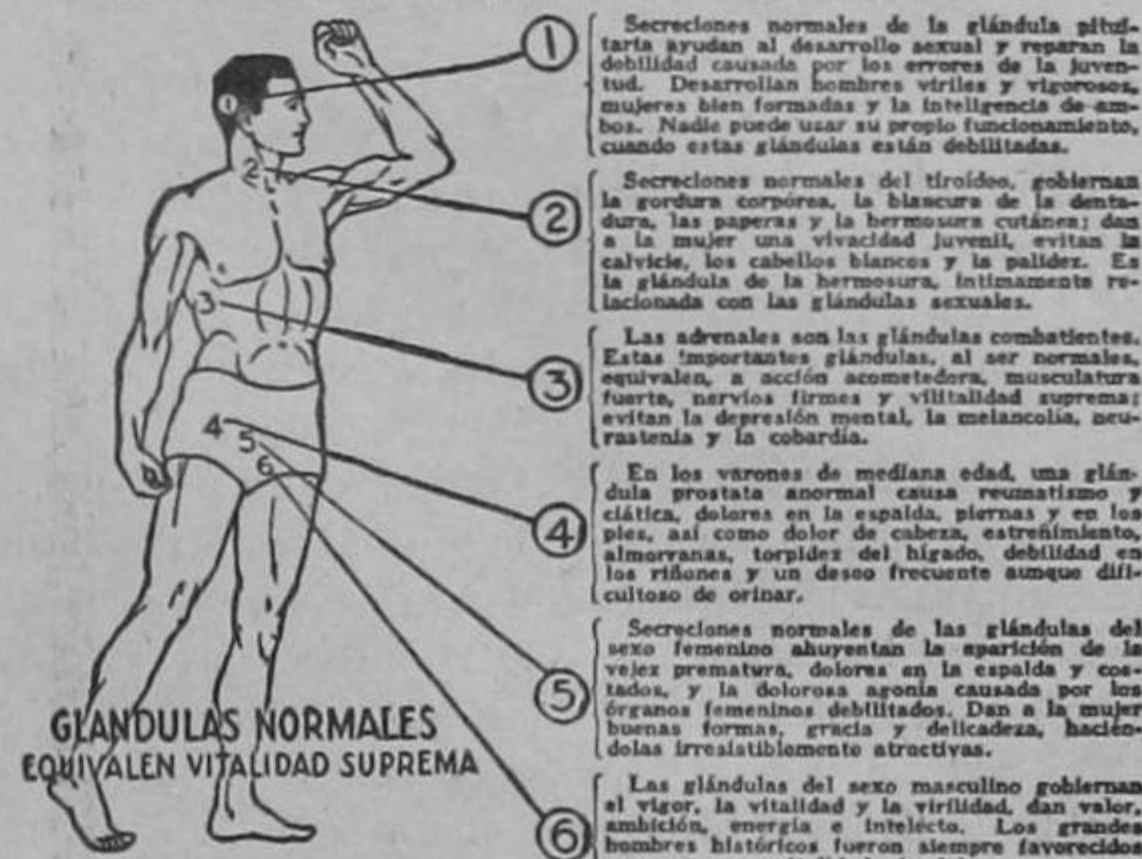 1
Secreciones normales de la glándula pitui-
taria ayudan al desarrollo sexual y reparan la
debilidad causada por los errores de la juven-
tud. Desarrollan hombres viriles y vigorosos,
mujeres bien formadas y la inteligencia de am-
bos. Nadie puede usar su propio funcionamiento,
cuando estas glándulas están debilitadas.
2
Secreciones normales del tiroideo, gobiernan
la gordura corpórea, la blancura de la denta-
dura, las paperas y la hermosura cutánea; dan
a la mujer una vivacidad juvenil, evitan la
calvicie, los cabellos blancos y la palidez. Es
la glándula de la hermosura, intimamente re-
lacionada con las glándulas sexuales.
3
Las adrenales son las glándulas combatientes.
Estas importantes glándulas, al ser normales,
equivalen, a acción acometedora, musculatura
fuerte, nervios firmes y vilitalidad suprema;
evitan la depresión mental, la melancolía, neu-
rastenia y la cobardía.
4
En los varones de mediana edad, una glán-
dula prostata anormal causa reumatismo y
ciática, dolores en la espalda, piernas y en los
pies, así como dolor de cabeza, estreñimiento,
almorranas, torpidez del hígado, debilidad en
los riñones y un deseo frecuente aunque difi-
cultoso de orinar.
5
Secreciones normales de las glándulas del
sexo femenino ahuyentan la aparición de la
vejez prematura, dolores en la espalda y cos-
tados, y la dolorosa agonía causada por los
órganos femeninos debilitados. Dan a la mujer
buenas formas, gracia y delicadeza, hacién-
dolas irresistiblemente atractivas.
6
Las glándulas del sexo masculino gobiernan
el vigor, la vitalidad y la virilidad, dan valor,
ambición, energía e intelecto. Los grandes
hombres históricos fueron siempre favorecidos
1
2
3
4
5
6
GLANDULAS NORMALES
EQUIVALEN VITALIDAD SUPREMA